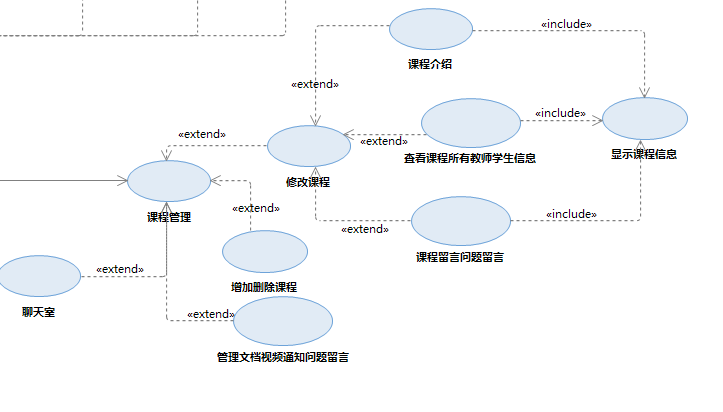 «include»
课程介绍
«extend»
«include»
«extend»
«extend»
查看课程所有教师学生信息
显示课程信息
修改课程
«extend»
课程管理
«include»
«extend»
课程留言问题留言
«extend»
增加删除课程
聊天室
«extend»
管理文档视频通知问题留言